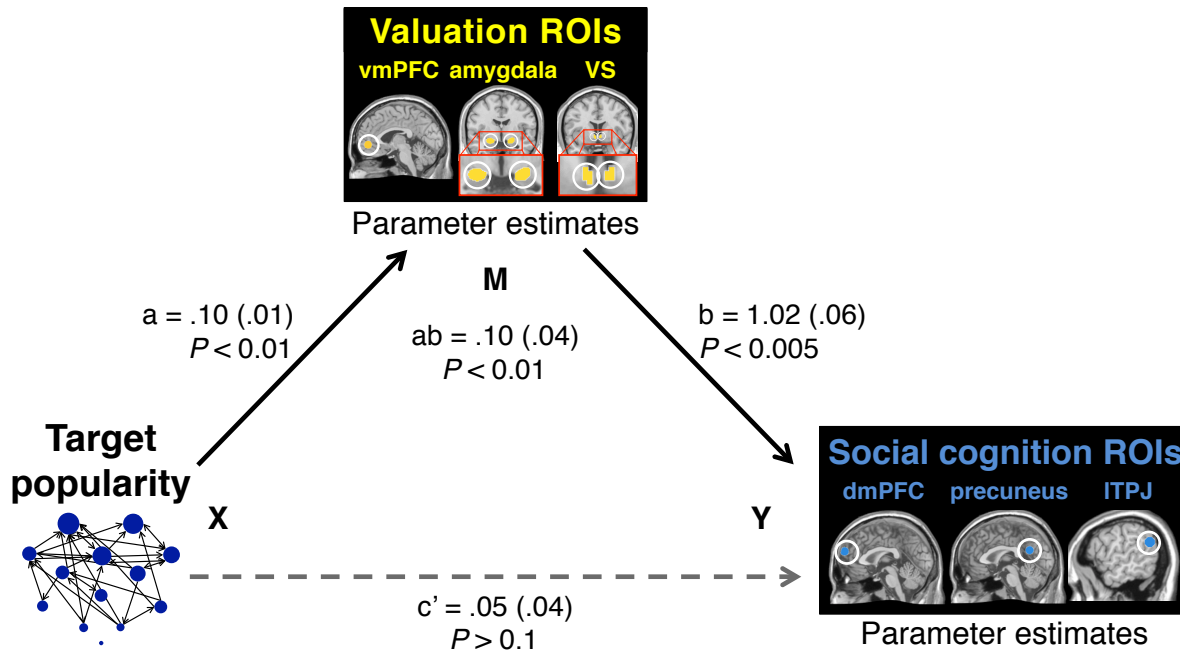 Valuation ROIs
vmPFC amygdala VS
Parameter estimates
M
a = .10 (.01)
P < 0.01
ab = .10 (.04)
P < 0.01
b = 1.02 (.06)
P < 0.005
Target
popularity
X
Y
Social cognition ROIs
dmPFC precuneus lTPJ
c’ = .05 (.04)
P > 0.1
Parameter estimates